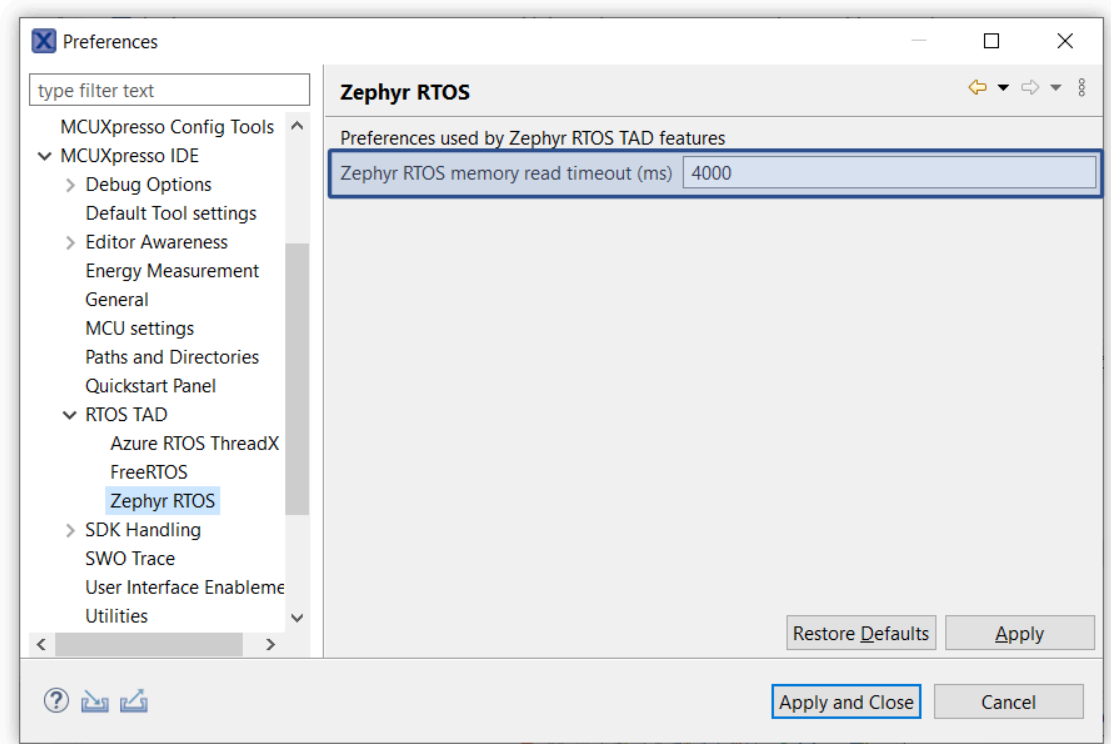 Preferences
type filter text
MCUXpresso Config Tools
MCUXpresso IDE
Debug Options
Default Tool settings
Editor Awareness
Energy Measurement
General
MCU settings
Paths and Directories
Quickstart Panel
RTOS TAD
Azure RTOS ThreadX
FreeRTOS
Zephyr RTOS
SDK Handling
SWO Trace
User Interface Enableme
Utilities
Zephyr RTOS
Preferences used by Zephyr RTOS TAD features
Zephyr RTOS memory read timeout (ms) 4000
Restore Defaults Apply
Apply and Close Cancel